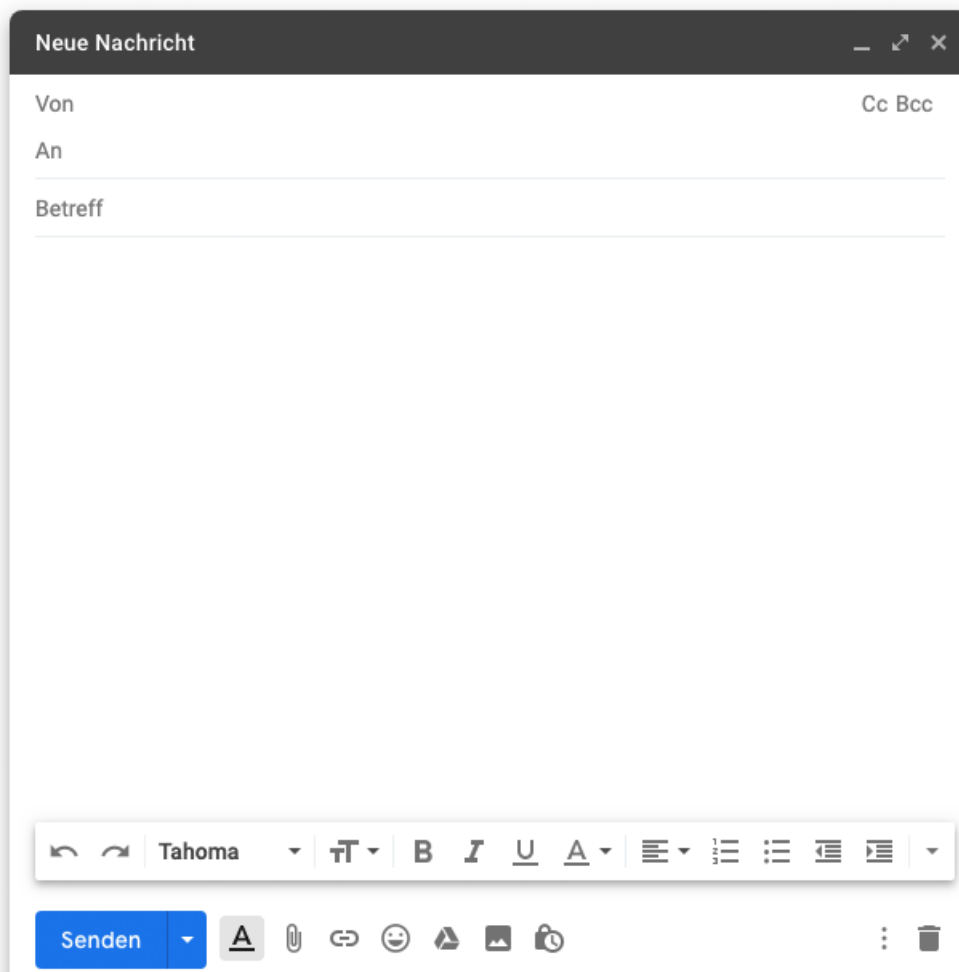 Neue Nachricht
Von Cc Bcc
An
Betreff
Tahoma
Senden